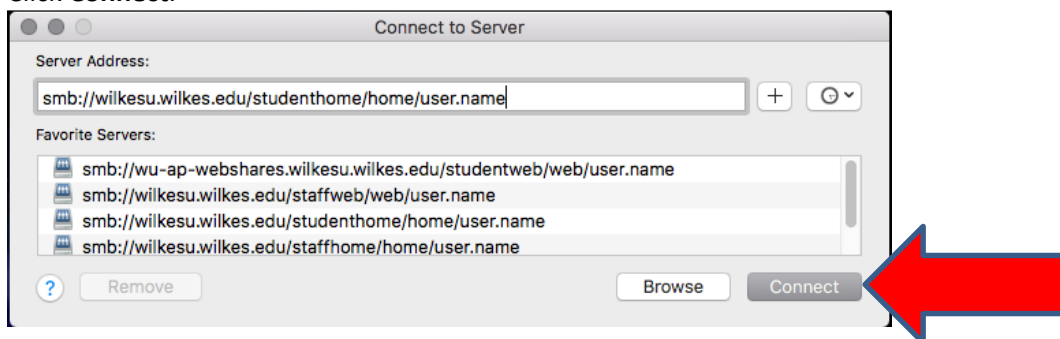 Click Connect.
Connect to Server
Server Address:
smb://wilkesu.wilkes.edu/studenthome/home/user.name
+
Favorite Servers:
smb://wu-ap-webshares.wilkesu.wilkes.edu/studentweb/web/user.name
smb://wilkesu.wilkes.edu/staffweb/web/user.name
smb://wilkesu.wilkes.edu/studenthome/home/user.name
smb://wilkesu.wilkes.edu/staffhome/home/user.name
? Remove Browse Connect